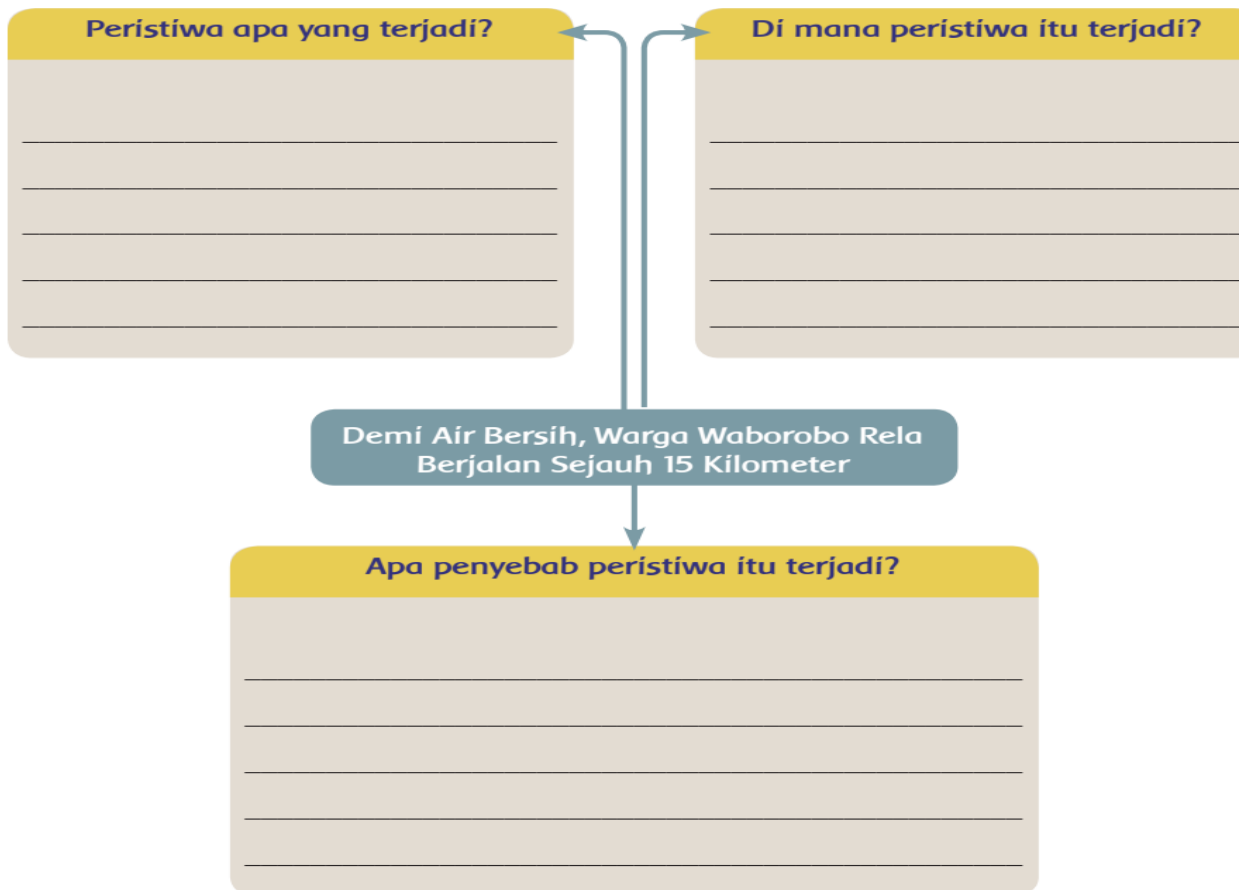 Peristiwa apa yang terjadi?
Di mana peristiwa itu terjadi?
Demi Air Bersih, Warga Waborobo Rela
Berjalan Sejauh 15 Kilometer
Apa penyebab peristiwa itu terjadi?